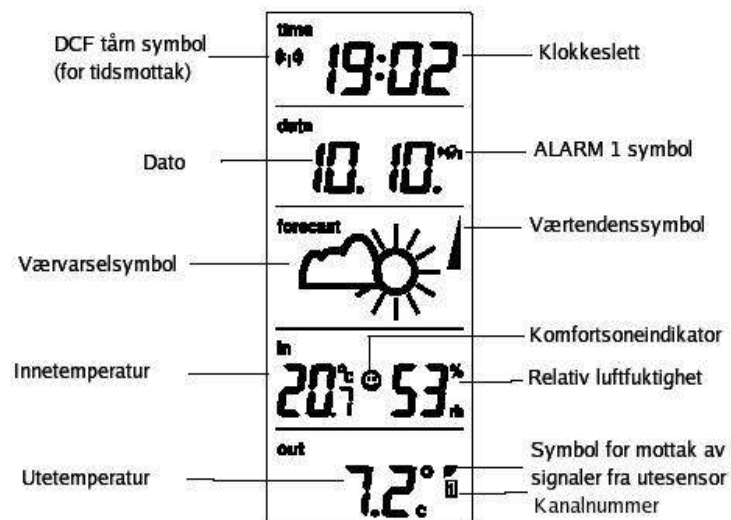 time
DCF tårn symbol
(for tidsmottak)
19:02
Klokkeslett
date
Dato
10. 10.
ALARM 1 symbol
forecast
Værtendenssymbol
Værvarselsymbol
in
Komfortsoneindikator
Innetemperatur
20.7 °C
53 % rh
Relativ luftfuktighet
out
Utetemperatur
7.2 °C
1
Symbol for mottak av
signaler fra utesensor
Kanalnummer